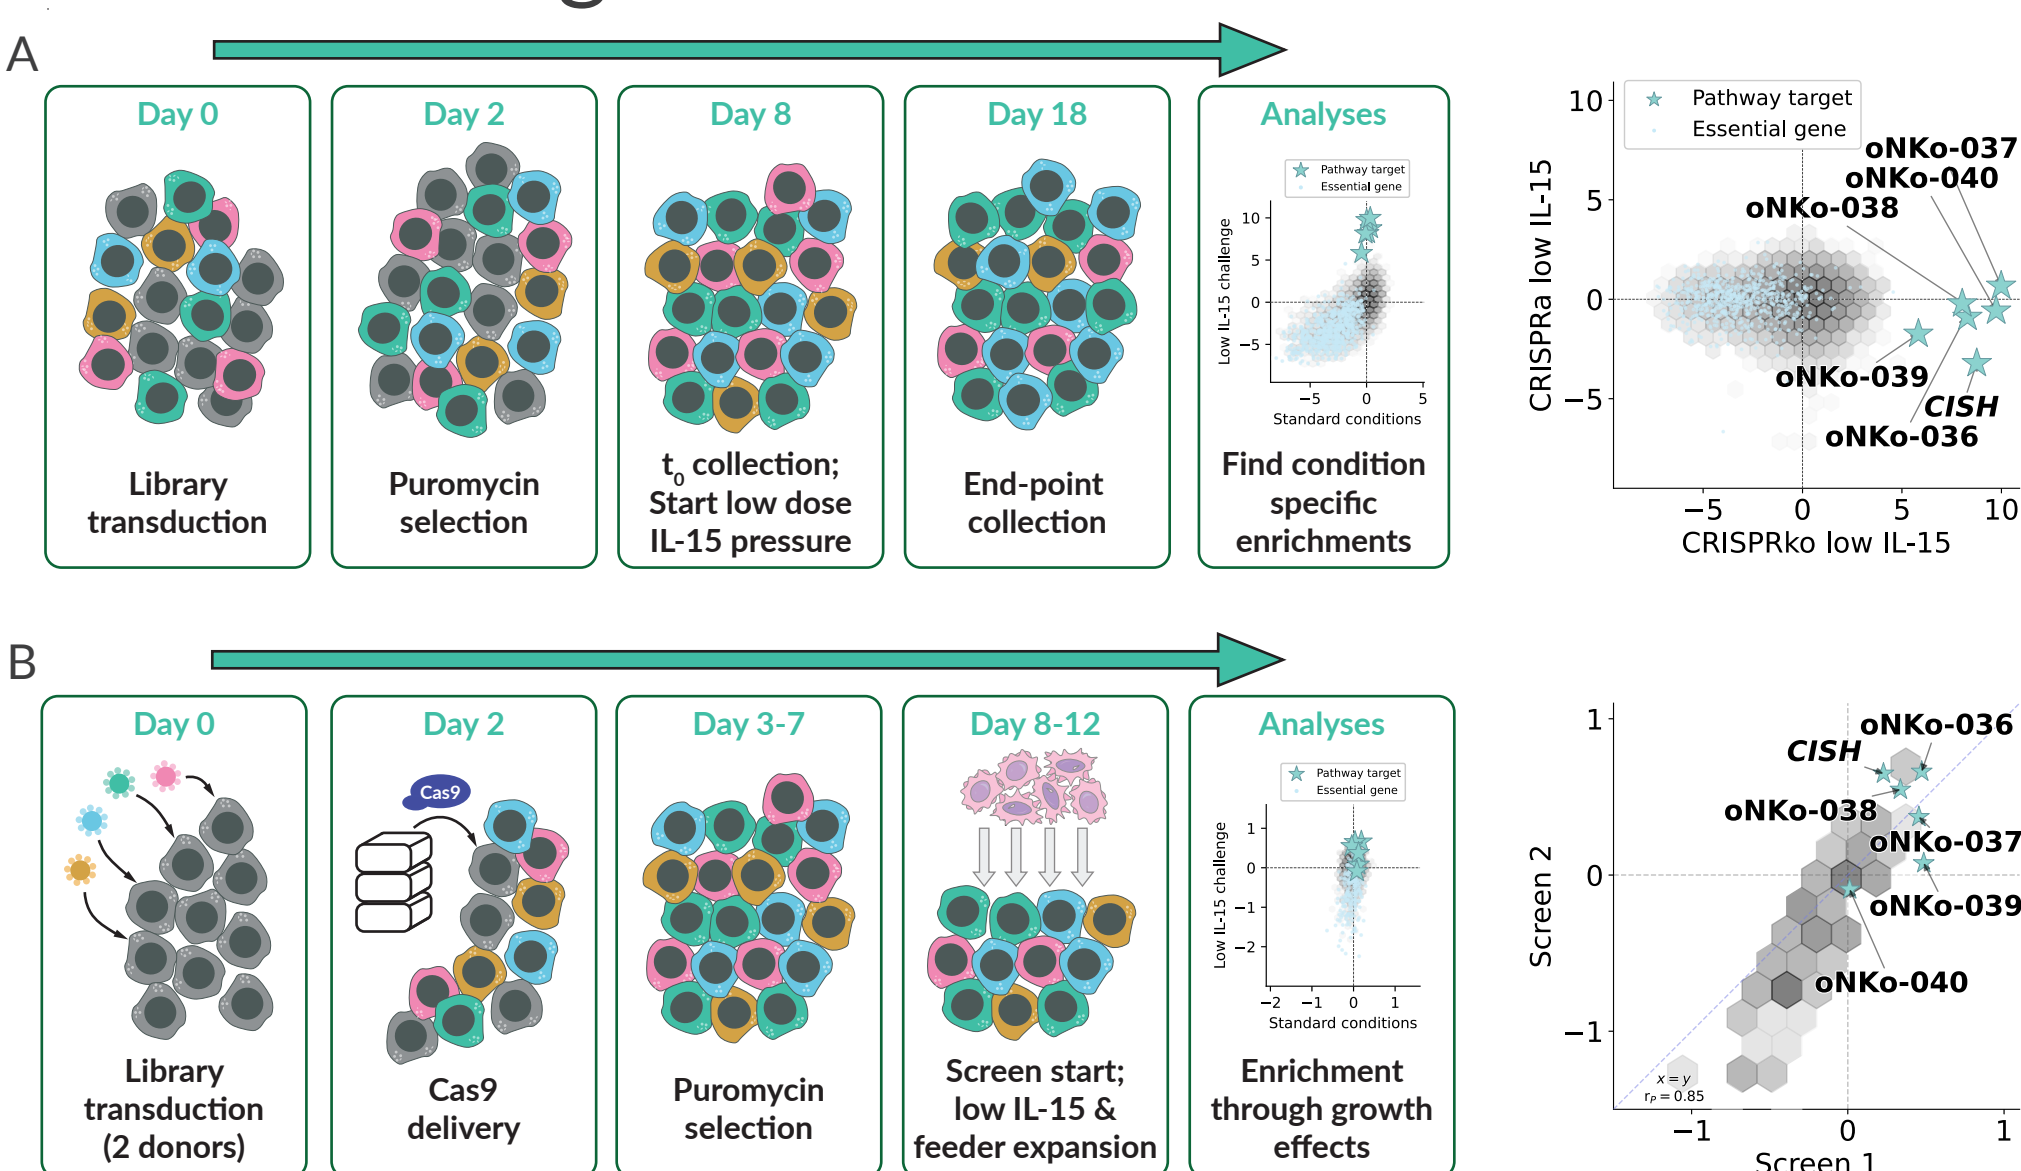 A
Day 0
Library
transduction
Day 2
Puromycin
selection
Day 8
t0 collection;
Start low dose
IL-15 pressure
Day 18
End-point
collection
Analyses
Pathway target
Essential gene
10
5
0
−5
Low IL-15 challenge
−5
0
5
Standard conditions
Find condition
specific
enrichments
Pathway target
Essential gene
10
5
0
−5
CRISPRa low IL-15
oNKo-037
oNKo-040
oNKo-038
oNKo-039
CISH
oNKo-036
−5
0
5
10
CRISPRko low IL-15
B
Day 0
Library
transduction
(2 donors)
Day 2
Cas9
Cas9
delivery
Day 3-7
Puromycin
selection
Day 8-12
Screen start;
low IL-15 &
feeder expansion
Analyses
Pathway target
Essential gene
1
0
−1
−2
Low IL-15 challenge
−2
−1
0
1
Standard conditions
Enrichment
through growth
effects
1
0
−1
Screen 2
oNKo-036
CISH
oNKo-038
oNKo-037
oNKo-039
oNKo-040
x = y
rP = 0.85
−1
0
1
Screen 1